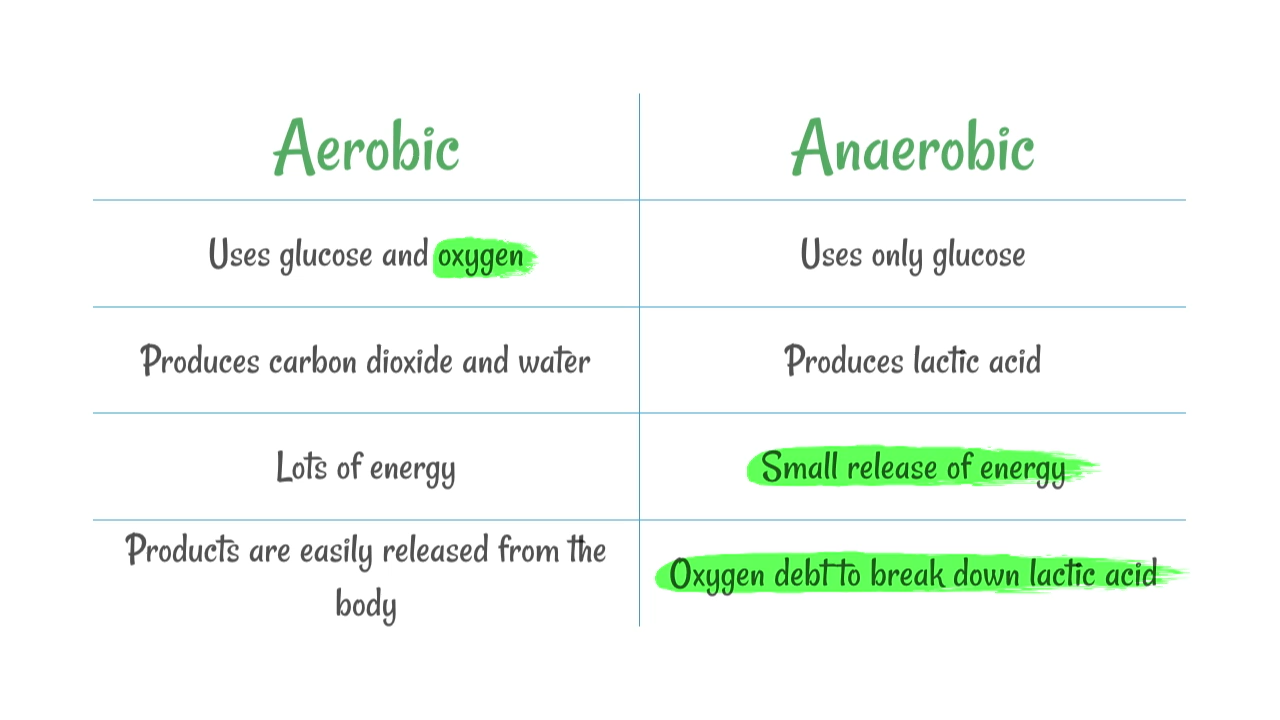 Aerobic
Anaerobic
Uses glucose and oxygen
Uses only glucose
Produces carbon dioxide and water
Produces lactic acid
Lots of energy
Small release of energy
Products are easily released from the
body
Oxygen debt to break down lactic acid